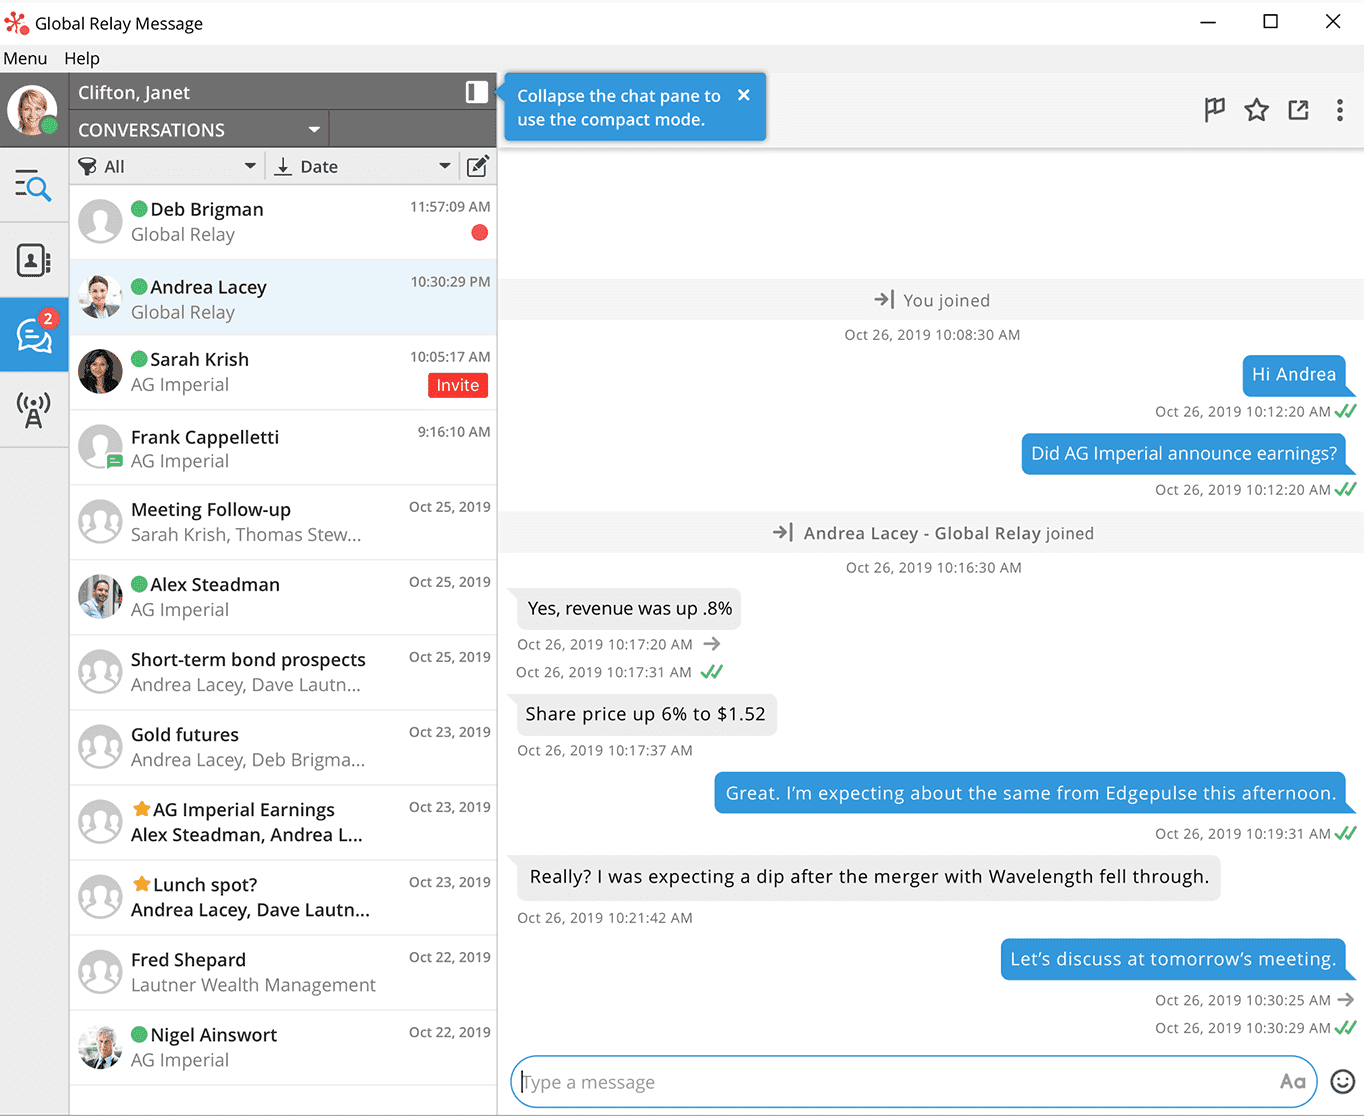 Global Relay Message
Menu Help
Clifton, Janet
CONVERSATIONS
All
Date
Deb Brigman
11:57:09 AM
Global Relay
Andrea Lacey
10:30:29 PM
Global Relay
2
Sarah Krish
10:05:17 AM
AG Imperial
Invite
Frank Cappelletti
9:16:10 AM
AG Imperial
Meeting Follow-up
Oct 25, 2019
Sarah Krish, Thomas Stew...
Alex Steadman
Oct 25, 2019
AG Imperial
Short-term bond prospects
Oct 25, 2019
Andrea Lacey, Dave Lautn...
Gold futures
Oct 23, 2019
Andrea Lacey, Deb Brigma...
AG Imperial Earnings
Oct 23, 2019
Alex Steadman, Andrea L...
Lunch spot?
Oct 23, 2019
Andrea Lacey, Dave Lautn...
Fred Shepard
Oct 22, 2019
Lautner Wealth Management
Nigel Ainswort
Oct 22, 2019
AG Imperial
Collapse the chat pane to
use the compact mode.
You joined
Oct 26, 2019 10:08:30 AM
Hi Andrea
Oct 26, 2019 10:12:20 AM
Did AG Imperial announce earnings?
Oct 26, 2019 10:12:20 AM
Andrea Lacey - Global Relay joined
Oct 26, 2019 10:16:30 AM
Yes, revenue was up .8%
Oct 26, 2019 10:17:20 AM
Oct 26, 2019 10:17:31 AM
Share price up 6% to $1.52
Oct 26, 2019 10:17:37 AM
Great. I’m expecting about the same from Edgepulse this afternoon.
Oct 26, 2019 10:19:31 AM
Really? I was expecting a dip after the merger with Wavelength fell through.
Oct 26, 2019 10:21:42 AM
Let’s discuss at tomorrow’s meeting.
Oct 26, 2019 10:30:25 AM
Oct 26, 2019 10:30:29 AM
Type a message
Aa